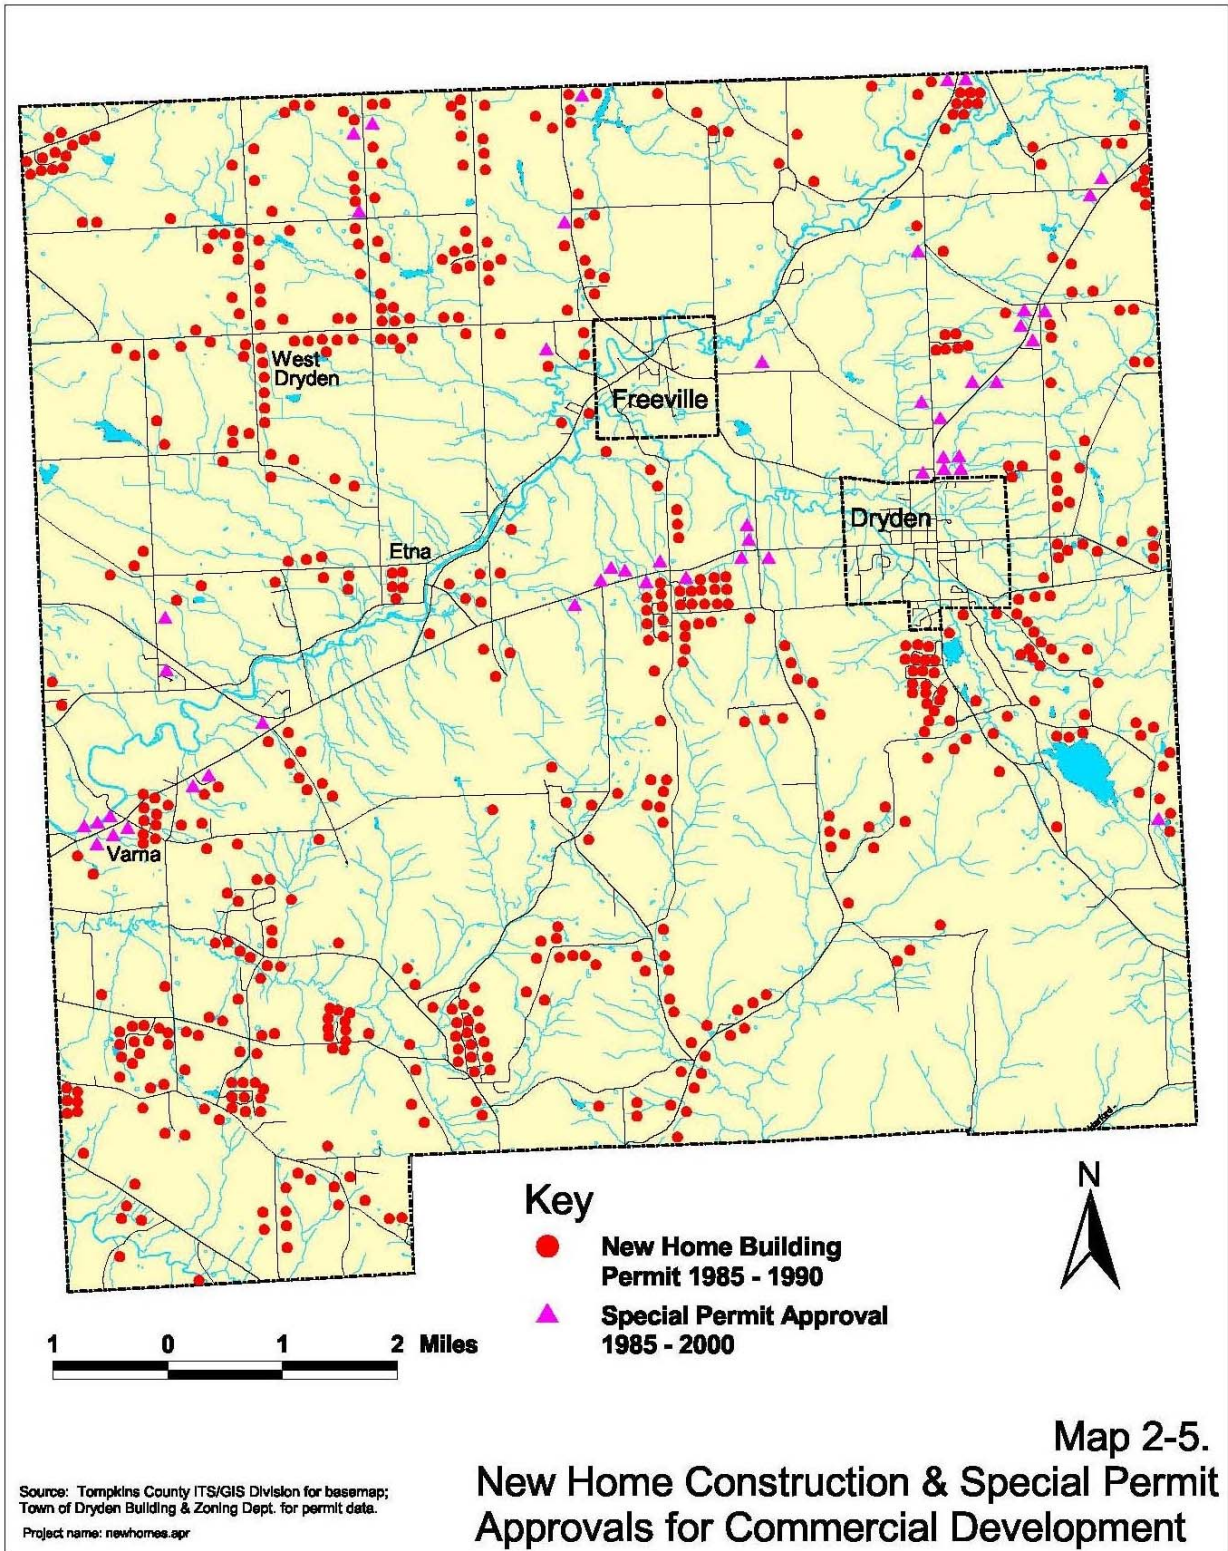 West
Dryden
Freeville
Dryden
Etna
Varna
Harford
N
Key
New Home Building
Permit 1985 - 1990
Special Permit Approval
1985 - 2000
1 0 1 2 Miles
Map 2-5.
New Home Construction & Special Permit
Approvals for Commercial Development
Source: Tompkins County ITS/GIS Division for basemap;
Town of Dryden Building & Zoning Dept. for permit data.
Project name: newhomes.apr